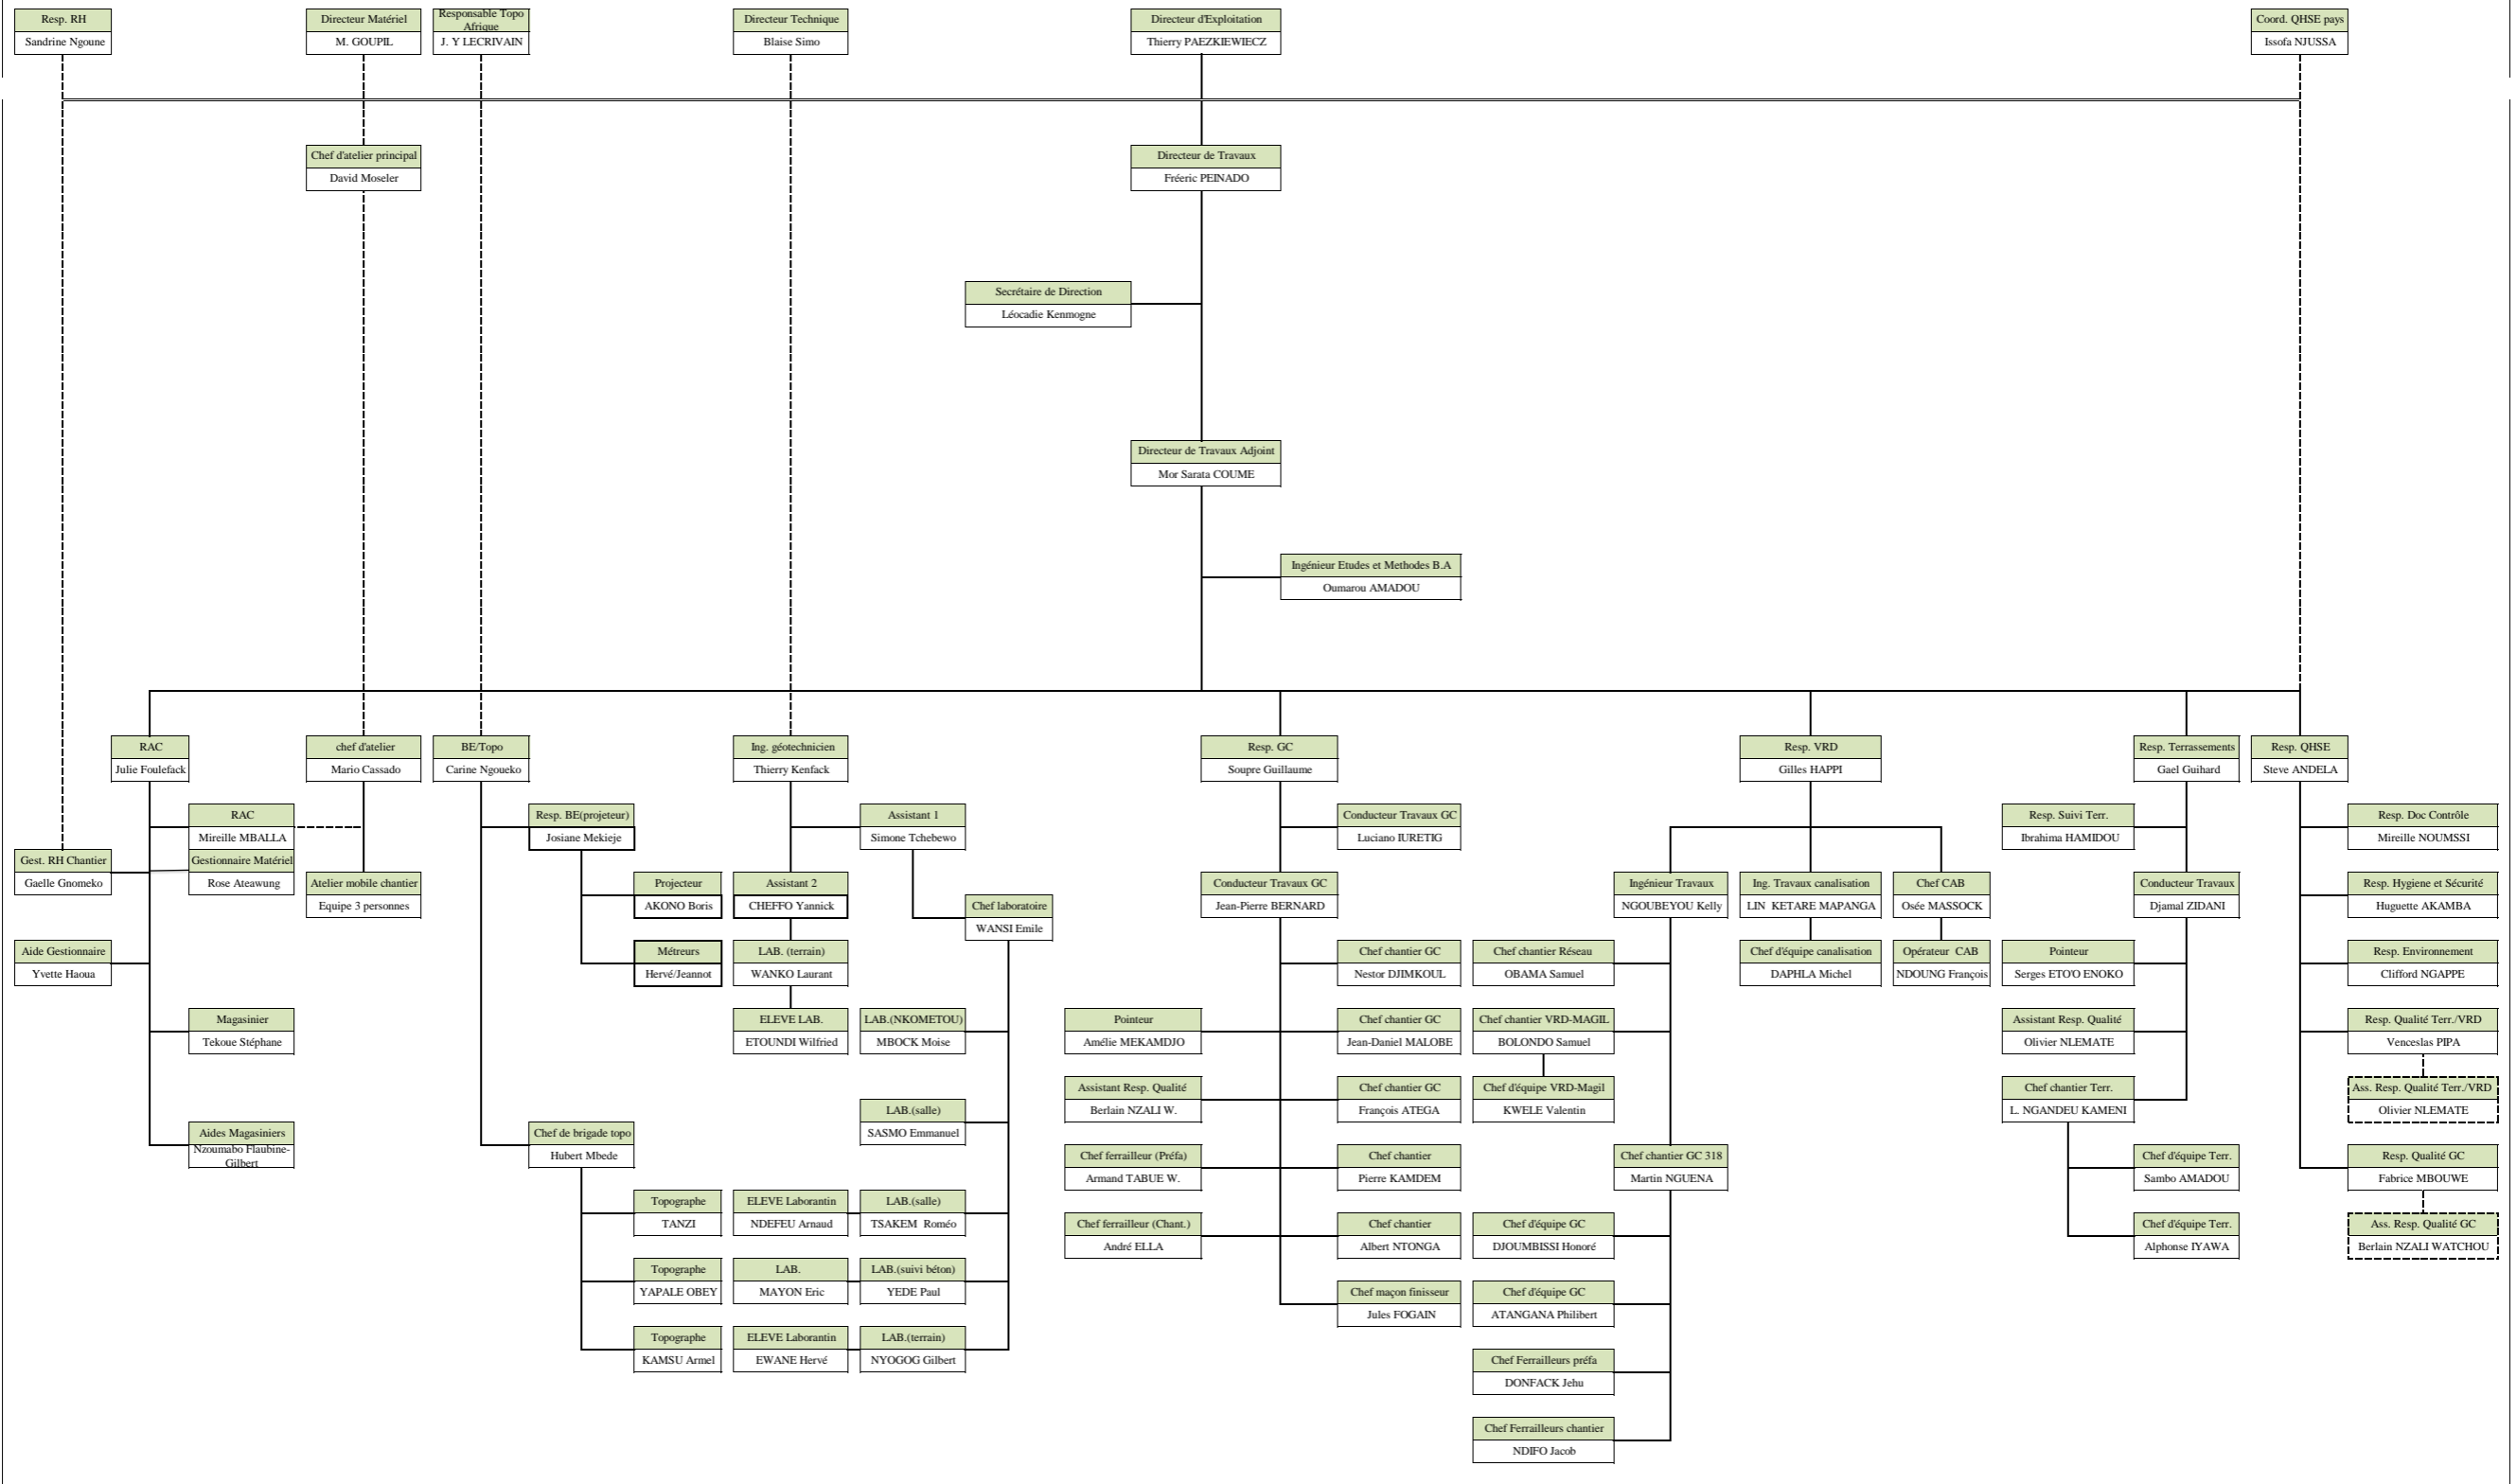 Resp. RH
Sandrine Ngoune
Directeur Matériel
M. GOUPIL
Responsable Topo
Afrique
J. Y LECRIVAIN
Directeur Technique
Blaise Simo
Directeur d'Exploitation
Thierry PAEZKIEWIECZ
Coord. QHSE pays
Issofa NJUSSA
Chef d'atelier principal
David Moseler
Directeur de Travaux
Fréeric PEINADO
Secrétaire de Direction
Léocadie Kenmogne
Directeur de Travaux Adjoint
Mor Sarata COUME
Ingénieur Etudes et Methodes B.A
Oumarou AMADOU
RAC
Julie Foulefack
chef d'atelier
Mario Cassado
BE/Topo
Carine Ngoueko
Ing. géotechnicien
Thierry Kenfack
Resp. GC
Soupre Guillaume
Resp. VRD
Gilles HAPPI
Resp. Terrassements
Gael Guihard
Resp. QHSE
Steve ANDELA
RAC
Mireille MBALLA
Resp. BE(projeteur)
Josiane Mekieje
Assistant 1
Simone Tchebewo
Conducteur Travaux GC
Luciano IURETIG
Resp. Suivi Terr.
Ibrahima HAMIDOU
Resp. Doc Contrôle
Mireille NOUMSSI
Gest. RH Chantier
Gaelle Gnomeko
Gestionnaire Matériel
Rose Ateawung
Atelier mobile chantier
Equipe 3 personnes
Projecteur
AKONO Boris
Assistant 2
CHEFFO Yannick
Chef laboratoire
WANSI Emile
Conducteur Travaux GC
Jean-Pierre BERNARD
Ingénieur Travaux
NGOUBEYOU Kelly
Ing. Travaux canalisation
LIN  KETARE MAPANGA
Chef CAB
Osée MASSOCK
Conducteur Travaux
Djamal ZIDANI
Resp. Hygiene et Sécurité
Huguette AKAMBA
Aide Gestionnaire
Yvette Haoua
Métreurs
Hervé/Jeannot
LAB. (terrain)
WANKO Laurant
Chef chantier GC
Nestor DJIMKOUL
Chef chantier Réseau
OBAMA Samuel
Chef d'équipe canalisation
DAPHLA Michel
Opérateur  CAB
NDOUNG François
Pointeur
Serges ETO'O ENOKO
Resp. Environnement
Clifford NGAPPE
Magasinier
Tekoue Stéphane
ELEVE LAB.
ETOUNDI Wilfried
LAB.(NKOMETOU)
MBOCK Moise
Pointeur
Amélie MEKAMDJO
Chef chantier GC
Jean-Daniel MALOBE
Chef chantier VRD-MAGIL
BOLONDO Samuel
Assistant Resp. Qualité
Olivier NLEMATE
Resp. Qualité Terr./VRD
Venceslas PIPA
Assistant Resp. Qualité
Berlain NZALI W.
Chef chantier GC
François ATEGA
Chef d'équipe VRD-Magil
KWELE Valentin
Chef chantier Terr.
L. NGANDEU KAMENI
Ass. Resp. Qualité Terr./VRD
Olivier NLEMATE
Aides Magasiniers
Nzoumabo Flaubine-
Gilbert
Chef de brigade topo
Hubert Mbede
LAB.(salle)
SASMO Emmanuel
Chef ferrailleur (Préfa)
Armand TABUE W.
Chef chantier
Pierre KAMDEM
Chef chantier GC 318
Martin NGUENA
Chef d'équipe Terr.
Sambo AMADOU
Resp. Qualité GC
Fabrice MBOUWE
Topographe
TANZI
ELEVE Laborantin
NDEFEU Arnaud
LAB.(salle)
TSAKEM  Roméo
Chef ferrailleur (Chant.)
André ELLA
Chef chantier
Albert NTONGA
Chef d'équipe GC
DJOUMBISSI Honoré
Chef d'équipe Terr.
Alphonse IYAWA
Ass. Resp. Qualité GC
Berlain NZALI WATCHOU
Topographe
YAPALE OBEY
LAB.
MAYON Eric
LAB.(suivi béton)
YEDE Paul
Chef maçon finisseur
Jules FOGAIN
Chef d'équipe GC
ATANGANA Philibert
Topographe
KAMSU Armel
ELEVE Laborantin
EWANE Hervé
LAB.(terrain)
NYOGOG Gilbert
Chef Ferrailleurs préfa
DONFACK Jehu
Chef Ferrailleurs chantier
NDIFO Jacob